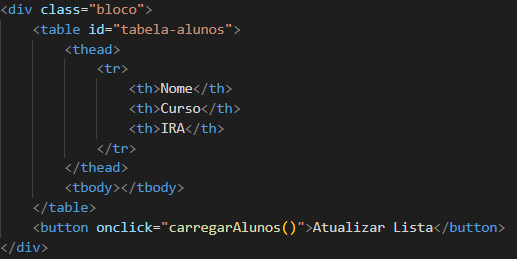 <div class="bloco">
    <table id="tabela-alunos">
        <thead>
            <tr>
                <th>Nome</th>
                <th>Curso</th>
                <th>IRA</th>
            </tr>
        </thead>
        <tbody></tbody>
    </table>
    <button onclick="carregarAlunos()">Atualizar Lista</button>
</div>